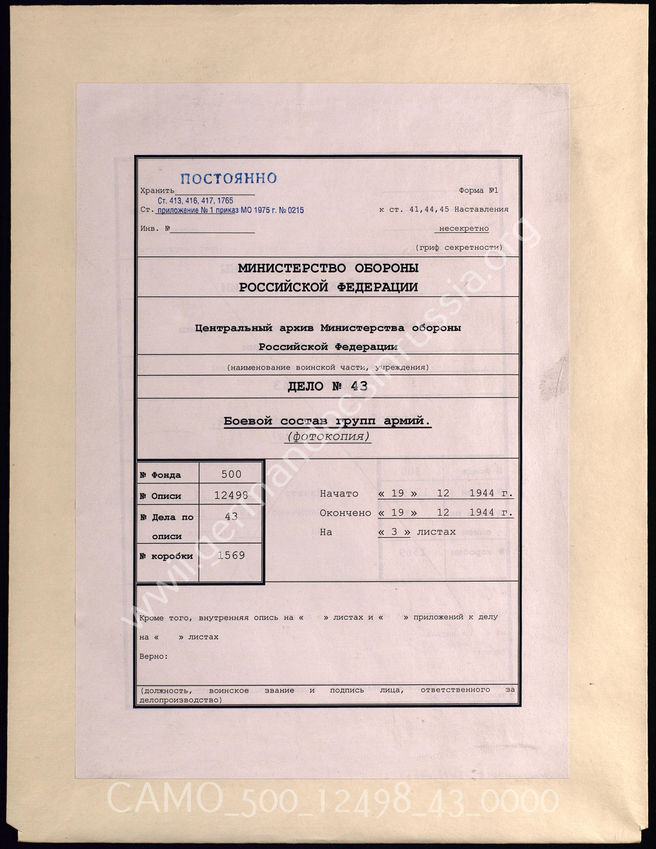 ПОСТОЯННО
Хранить
Форма №1
Ст. 413, 416, 417, 1765
Ст. приложение № 1 приказ МО 1975 г. № 0215
к ст. 41,44,45 Наставления
Инв. №
несекретно
(гриф секретности)
МИНИСТЕРСТВО ОБОРОНЫ
РОССИЙСКОЙ ФЕДЕРАЦИИ
Центральный архив Министерства обороны
Российской Федерации
(наименование воинской части, учреждения)
ДЕЛО № 43
Боевой состав групп армий.
(фотокопия)
№ Фонда 500
№ Описи 12498
№ Дела по 43
описи
№ коробки 1569
Начато « 19 » 12 1944 г.
Окончено « 19 » 12 1944 г.
На « 3 » листах
Кроме того, внутренняя опись на « » листах и « » приложений к делу
на « » листах
Верно:
(должность, воинское звание и подпись лица, ответственного за
делопроизводство)
www.germandocsinrussia.org
CAMO_500_12498_43_0000